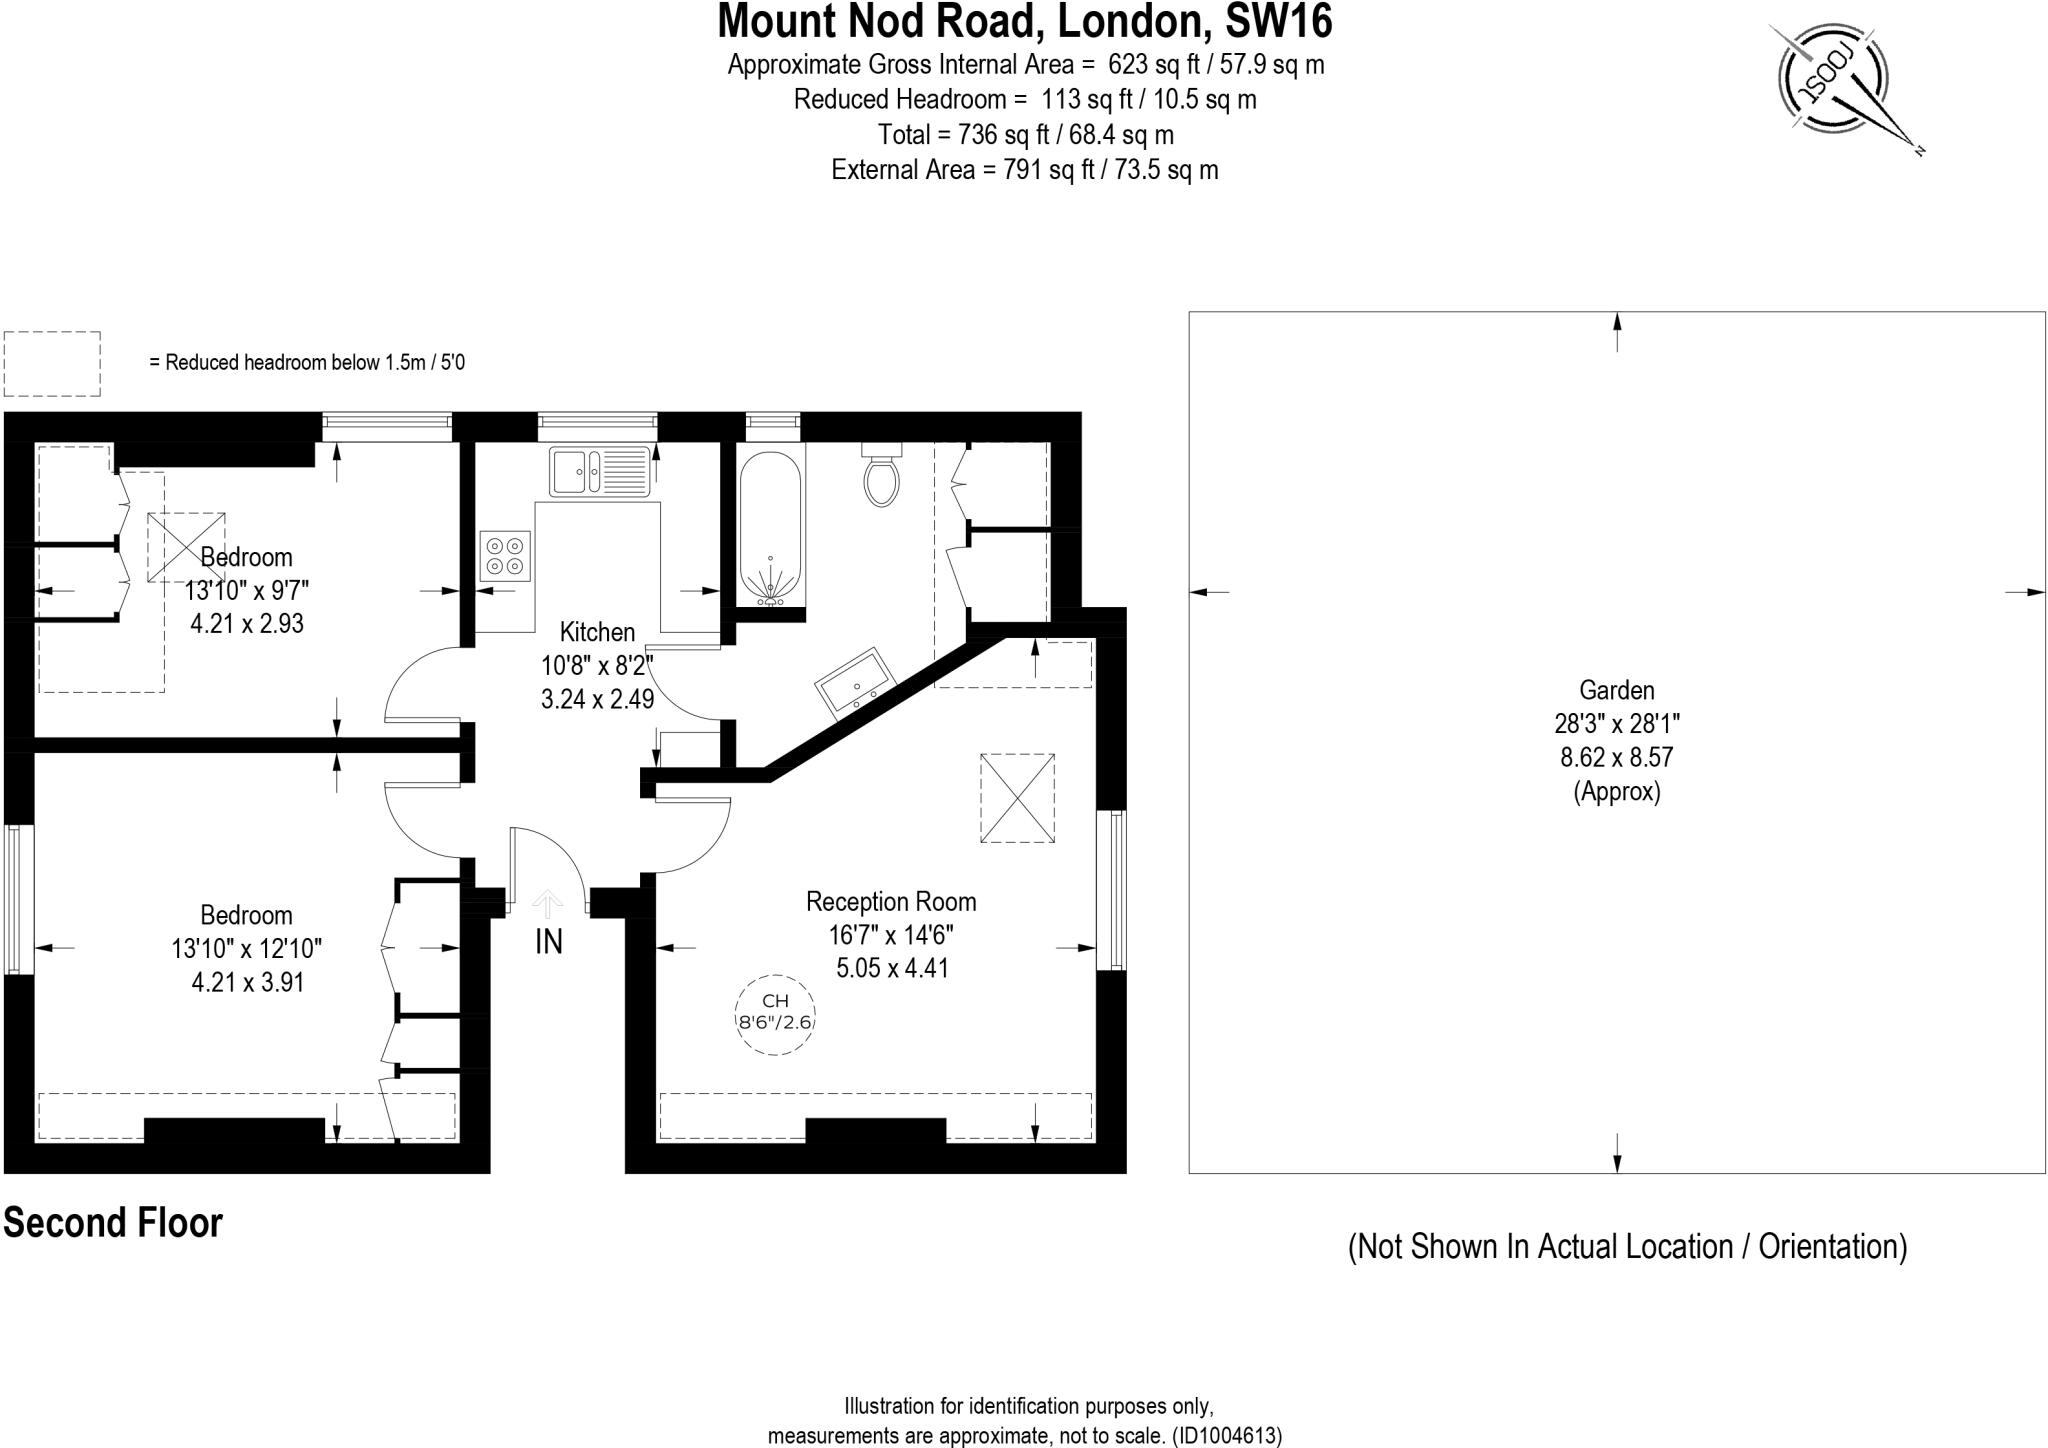 Mount Nod Road, London, SW16
Approximate Gross Internal Area = 623 sq ft / 57.9 sq m
Reduced Headroom = 113 sq ft / 10.5 sq m
Total = 736 sq ft / 68.4 sq m
External Area = 791 sq ft / 73.5 sq m
roost
N
= Reduced headroom below 1.5m / 5'0
Bedroom
13'10" x 9'7"
4.21 x 2.93
Kitchen
10'8" x 8'2"
3.24 x 2.49
Garden
28'3" x 28'1"
8.62 x 8.57
(Approx)
Bedroom
13'10" x 12'10"
4.21 x 3.91
IN
Reception Room
16'7" x 14'6"
5.05 x 4.41
CH
8'6"/2.6
Second Floor
(Not Shown In Actual Location / Orientation)
Illustration for identification purposes only,
measurements are approximate, not to scale. (ID1004613)